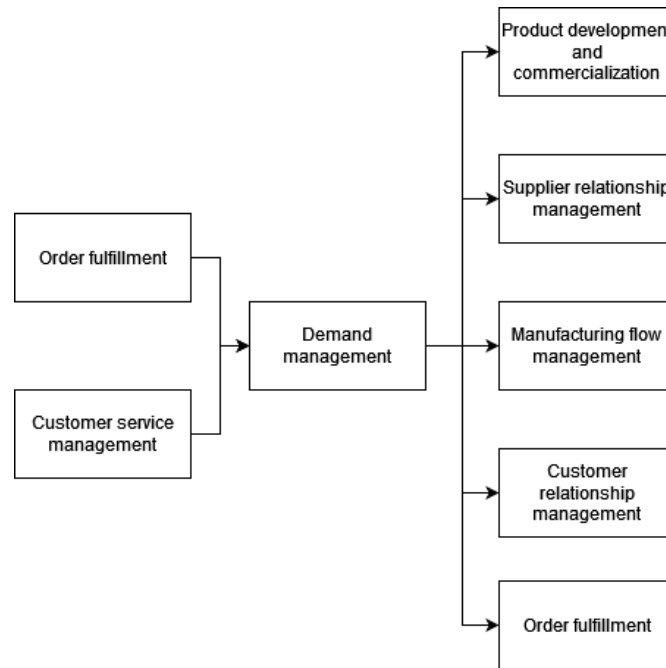 Product development
and
commercialization
Supplier relationship
management
Order fulfillment
Demand
management
Manufacturing flow
management
Customer service
management
Customer
relationship
management
Order fulfillment